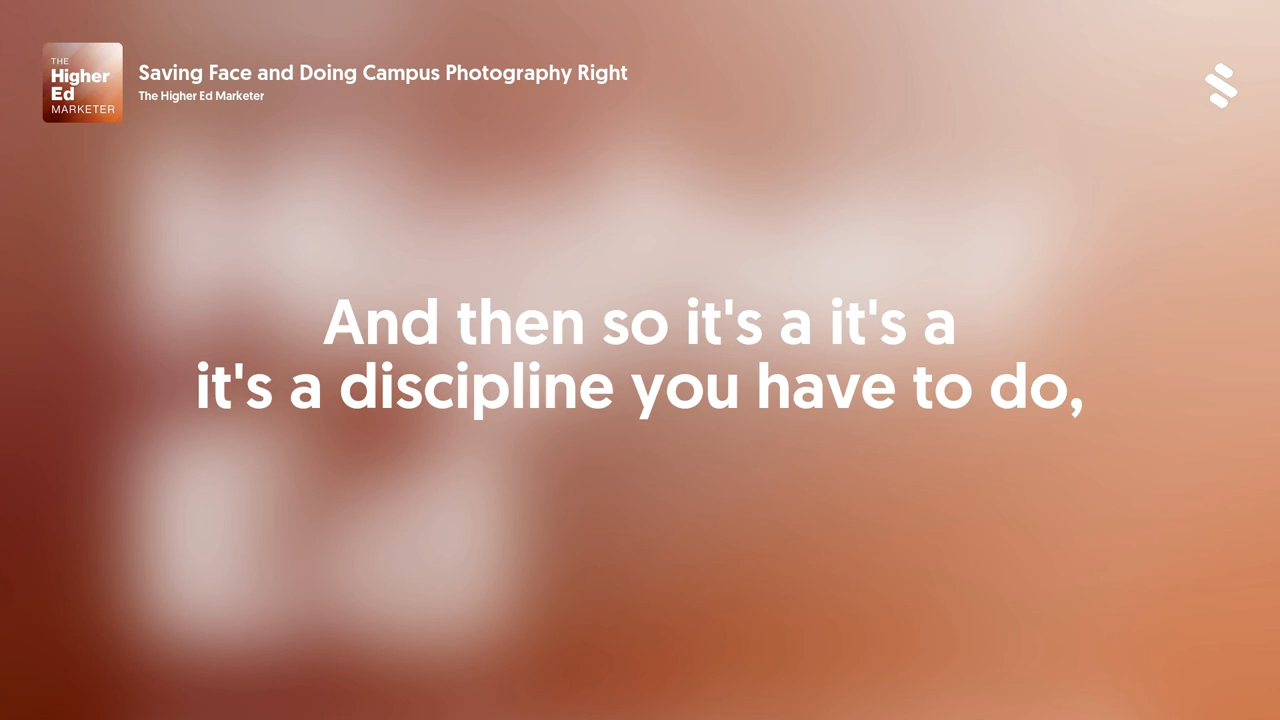 THE
Higher
Ed
MARKETER
Saving Face and Doing Campus Photography Right
The Higher Ed Marketer
And then so it's a it's a
it's a discipline you have to do,